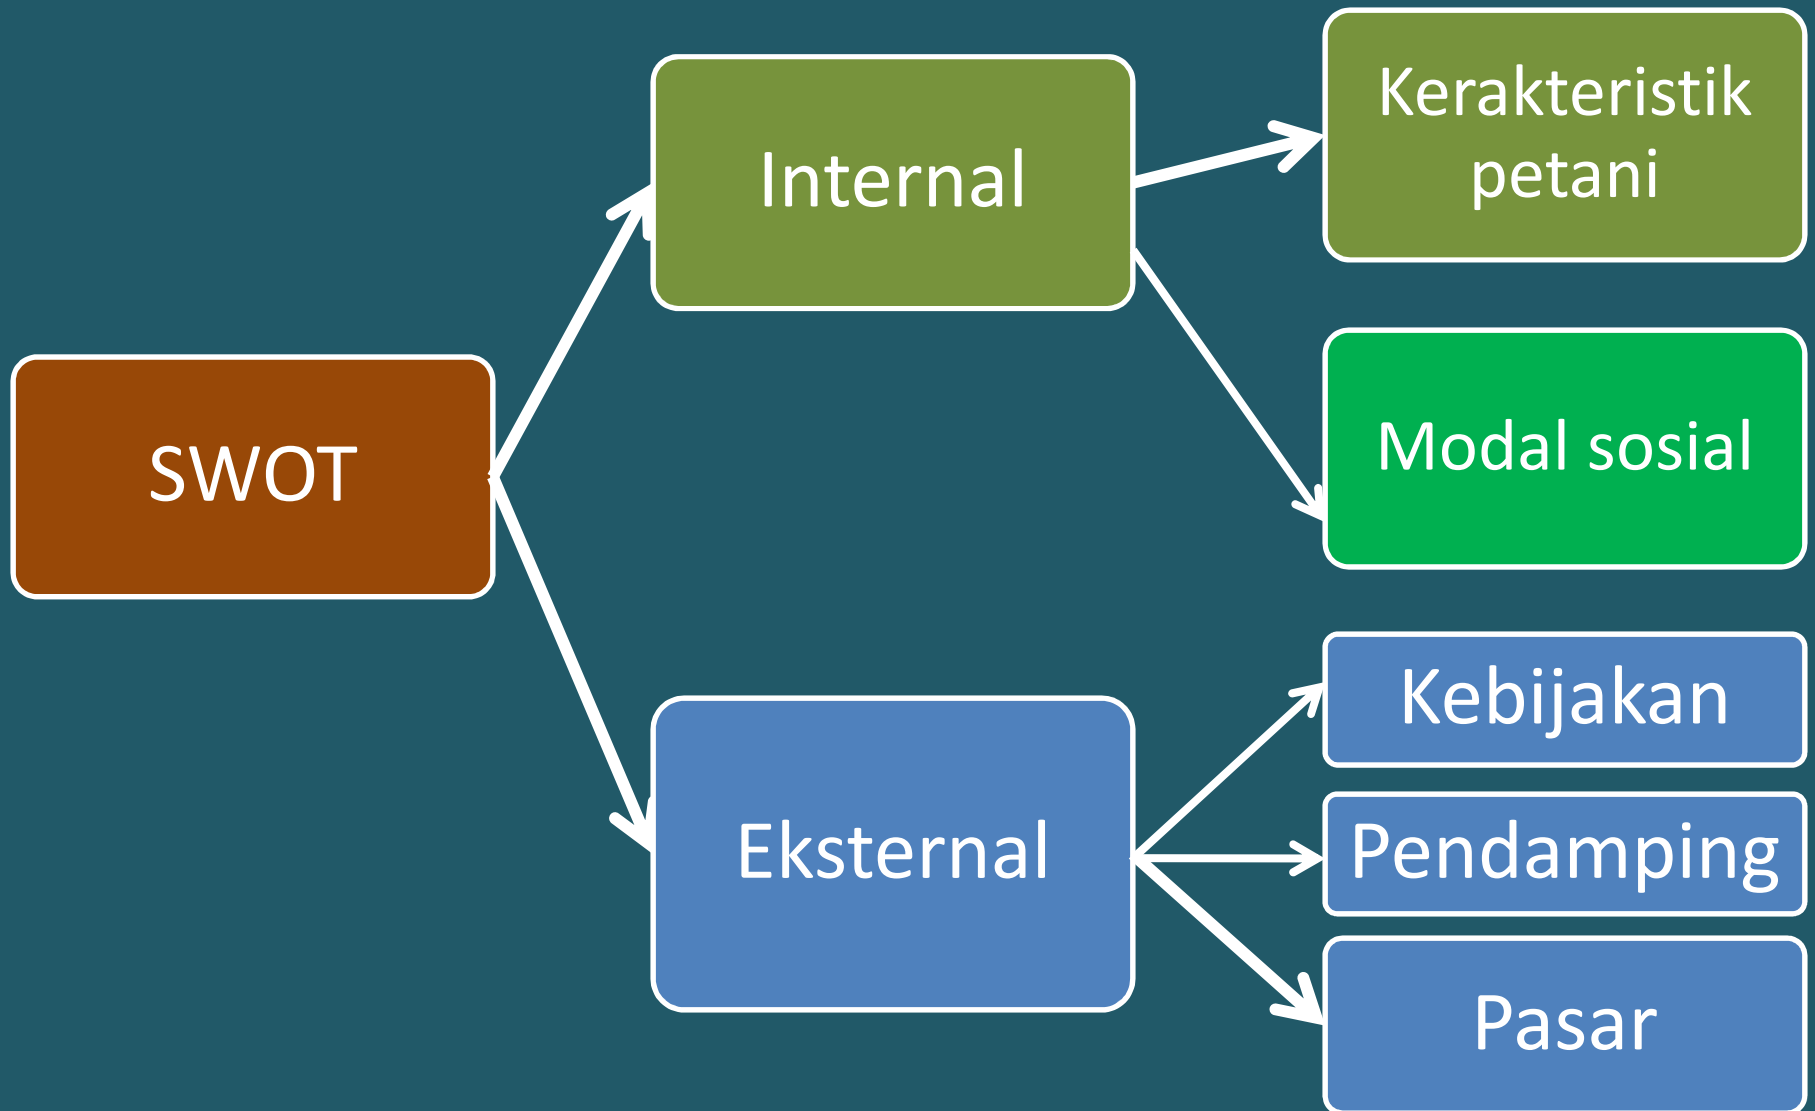 SWOT
Internal
Kerakteristik
petani
Modal sosial
Eksternal
Kebijakan
Pendamping
Pasar